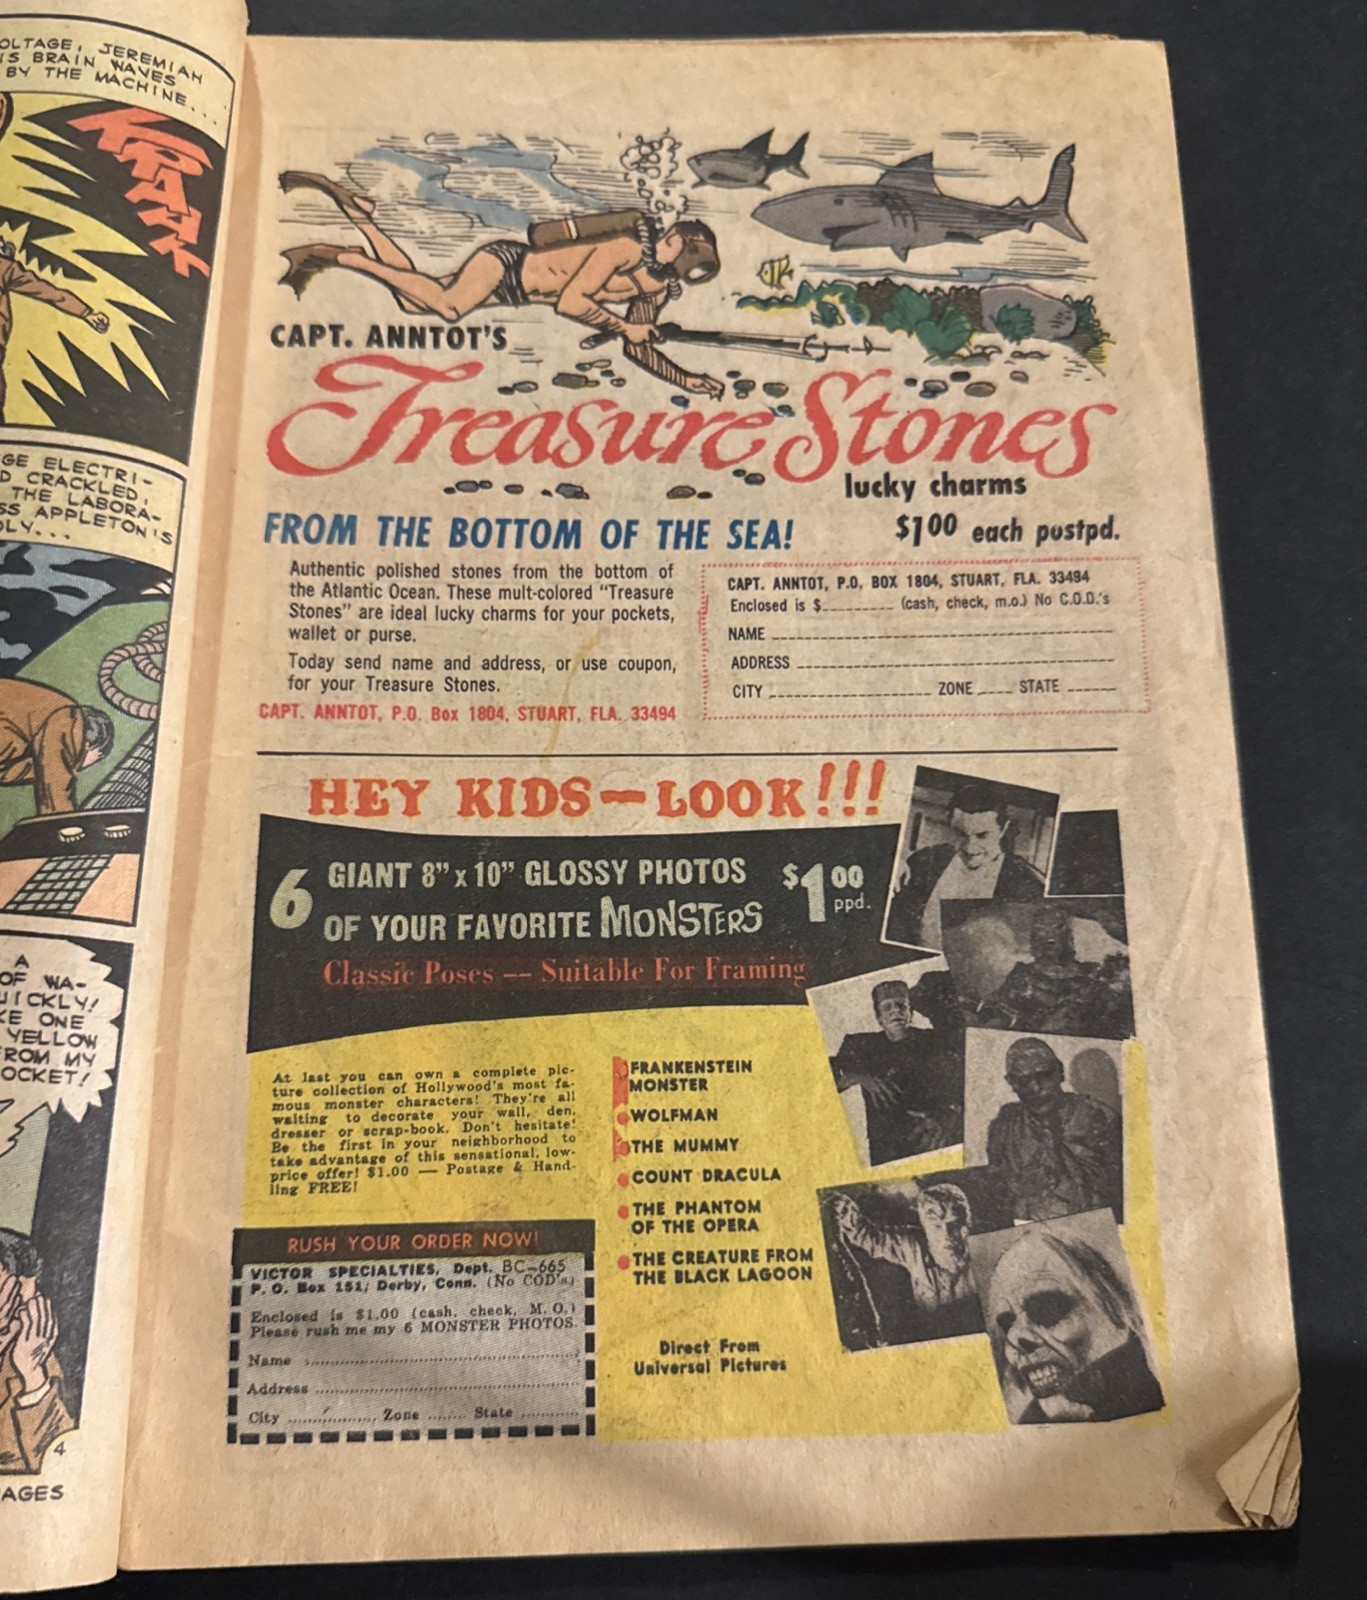 OLTAGE, JEREMIAH
IS BRAIN WAVES
BY THE MACHINE...
GE ELECTRI-
D CRACKLED,
THE LABORA-
SS APPLETON'S
DLY...
A
OF WA-
UICKLY!
KE ONE
YELLOW
FROM MY
OCKET!
4
AGES
CAPT. ANNTOT'S
Treasure Stones
lucky charms
FROM THE BOTTOM OF THE SEA!
$100 each postpd.
Authentic polished stones from the bottom of
the Atlantic Ocean. These mult-colored "Treasure
Stones" are ideal lucky charms for your pockets,
wallet or purse.
Today send name and address, or use coupon,
for your Treasure Stones.
CAPT. ANNTOT, P.O. Box 1804, STUART, FLA. 33494
CAPT. ANNTOT, P.O. BOX 1804, STUART, FLA. 33494
Enclosed is $________ (cash, check, m.o.) No C.O.D.'s
NAME
ADDRESS
CITY ZONE STATE
HEY KIDS—LOOK!!!
6 GIANT 8" x 10" GLOSSY PHOTOS
OF YOUR FAVORITE MONSTERS
$1.00
ppd.
Classic Poses -- Suitable For Framing
At last you can own a complete pic-
ture collection of Hollywood's most fa-
mous monster characters! They're all
waiting to decorate your wall, den,
dresser or scrap-book. Don't hesitate!
Be the first in your neighborhood to
take advantage of this sensational, low-
price offer! $1.00 — Postage & Hand-
ling FREE!
FRANKENSTEIN
MONSTER
WOLFMAN
THE MUMMY
COUNT DRACULA
THE PHANTOM
OF THE OPERA
THE CREATURE FROM
THE BLACK LAGOON
Direct From
Universal Pictures
RUSH YOUR ORDER NOW!
VICTOR SPECIALTIES, Dept. BC-665
P. O. Box 151, Derby, Conn. (No COD's)
Enclosed is $1.00 (cash, check, M. O.)
Please rush me my 6 MONSTER PHOTOS.
Name
Address
City Zone State